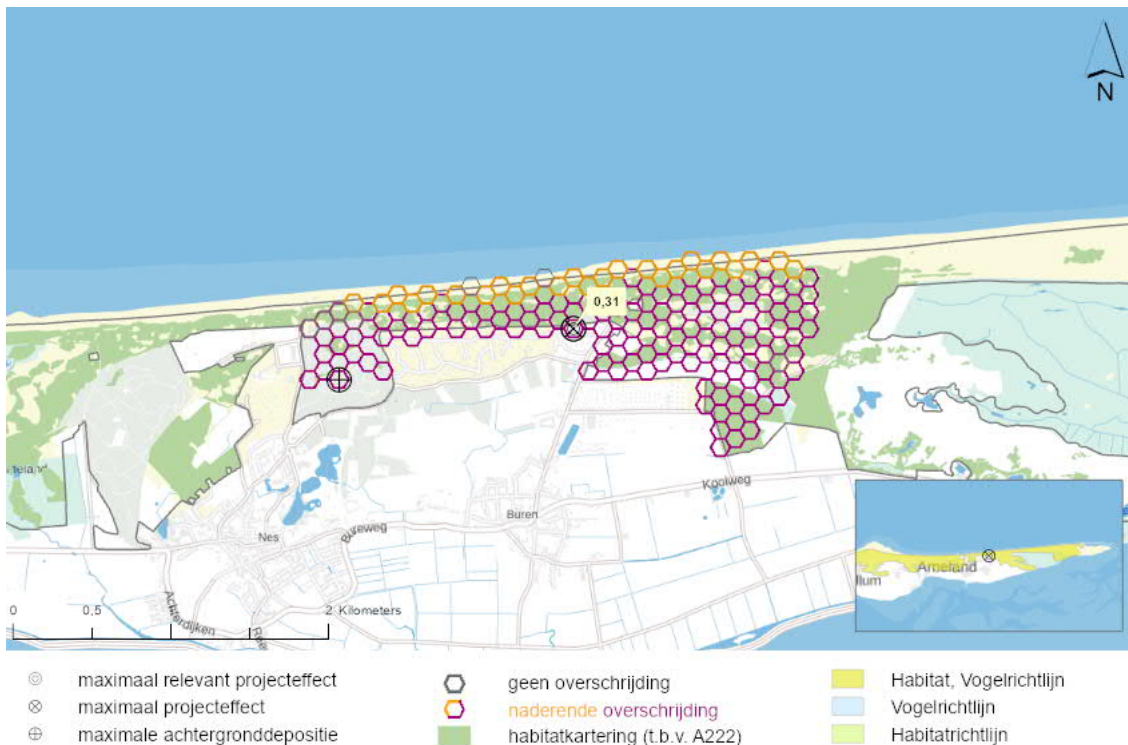 N
0,31
Koolweg
Buren
Nes
Bureweg
Achterdijken
0 0,5 2 Kilometers
Ameland
llum
maximaal relevant projecteffect
maximaal projecteffect
maximale achtergronddepositie
geen overschrijding
naderende overschrijding
habitatkartering (t.b.v. A222)
Habitat, Vogelrichtlijn
Vogelrichtlijn
Habitatrichtlijn